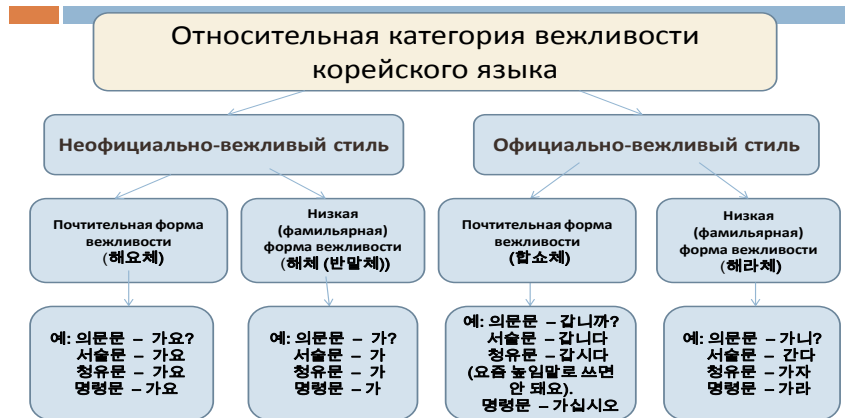 Относительная категория вежливости
корейского языка
Неофициально-вежливый стиль
Официально-вежливый стиль
Почтительная форма
вежливости
(해요체)
Низкая
(фамильярная)
форма вежливости
(해체 (반말체))
Почтительная форма
вежливости
(합쇼체)
Низкая
(фамильярная)
форма вежливости
(해라체)
예: 의문문 – 가요?
서술문 – 가요
청유문 – 가요
명령문 – 가요
예: 의문문 – 가?
서술문 – 가
청유문 – 가
명령문 – 가
예: 의문문 – 갑니까?
서술문 – 갑니다
청유문 – 갑시다
(요즘 높임말로 쓰면
안 돼요).
명령문 – 가십시오
예: 의문문 – 가니?
서술문 – 간다
청유문 – 가자
명령문 – 가라